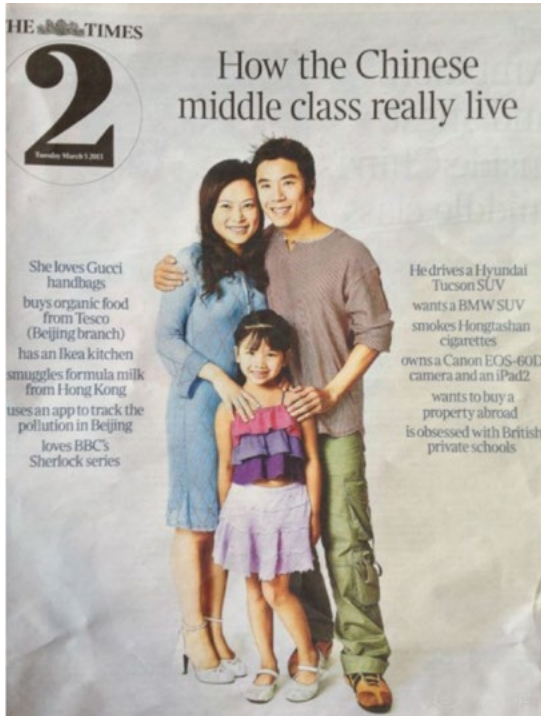 THE TIMES
2
Tuesday March 5 2013
How the Chinese
middle class really live
She loves Gucci
handbags
buys organic food
from Tesco
(Beijing branch)
has an Ikea kitchen
smuggles formula milk
from Hong Kong
uses an app to track the
pollution in Beijing
loves BBC's
Sherlock series
He drives a Hyundai
Tucson SUV
wants a BMW SUV
smokes Hongtashan
cigarettes
owns a Canon EOS-60D
camera and an iPad2
wants to buy a
property abroad
is obsessed with British
private schools